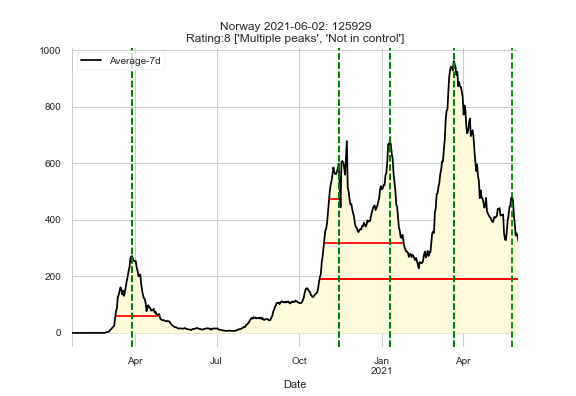 Norway 2021-06-02: 125929
Rating:8 ['Multiple peaks', 'Not in control']
1000
Average-7d
800
600
400
200
0
Apr Jul Oct Jan Apr
2021
Date